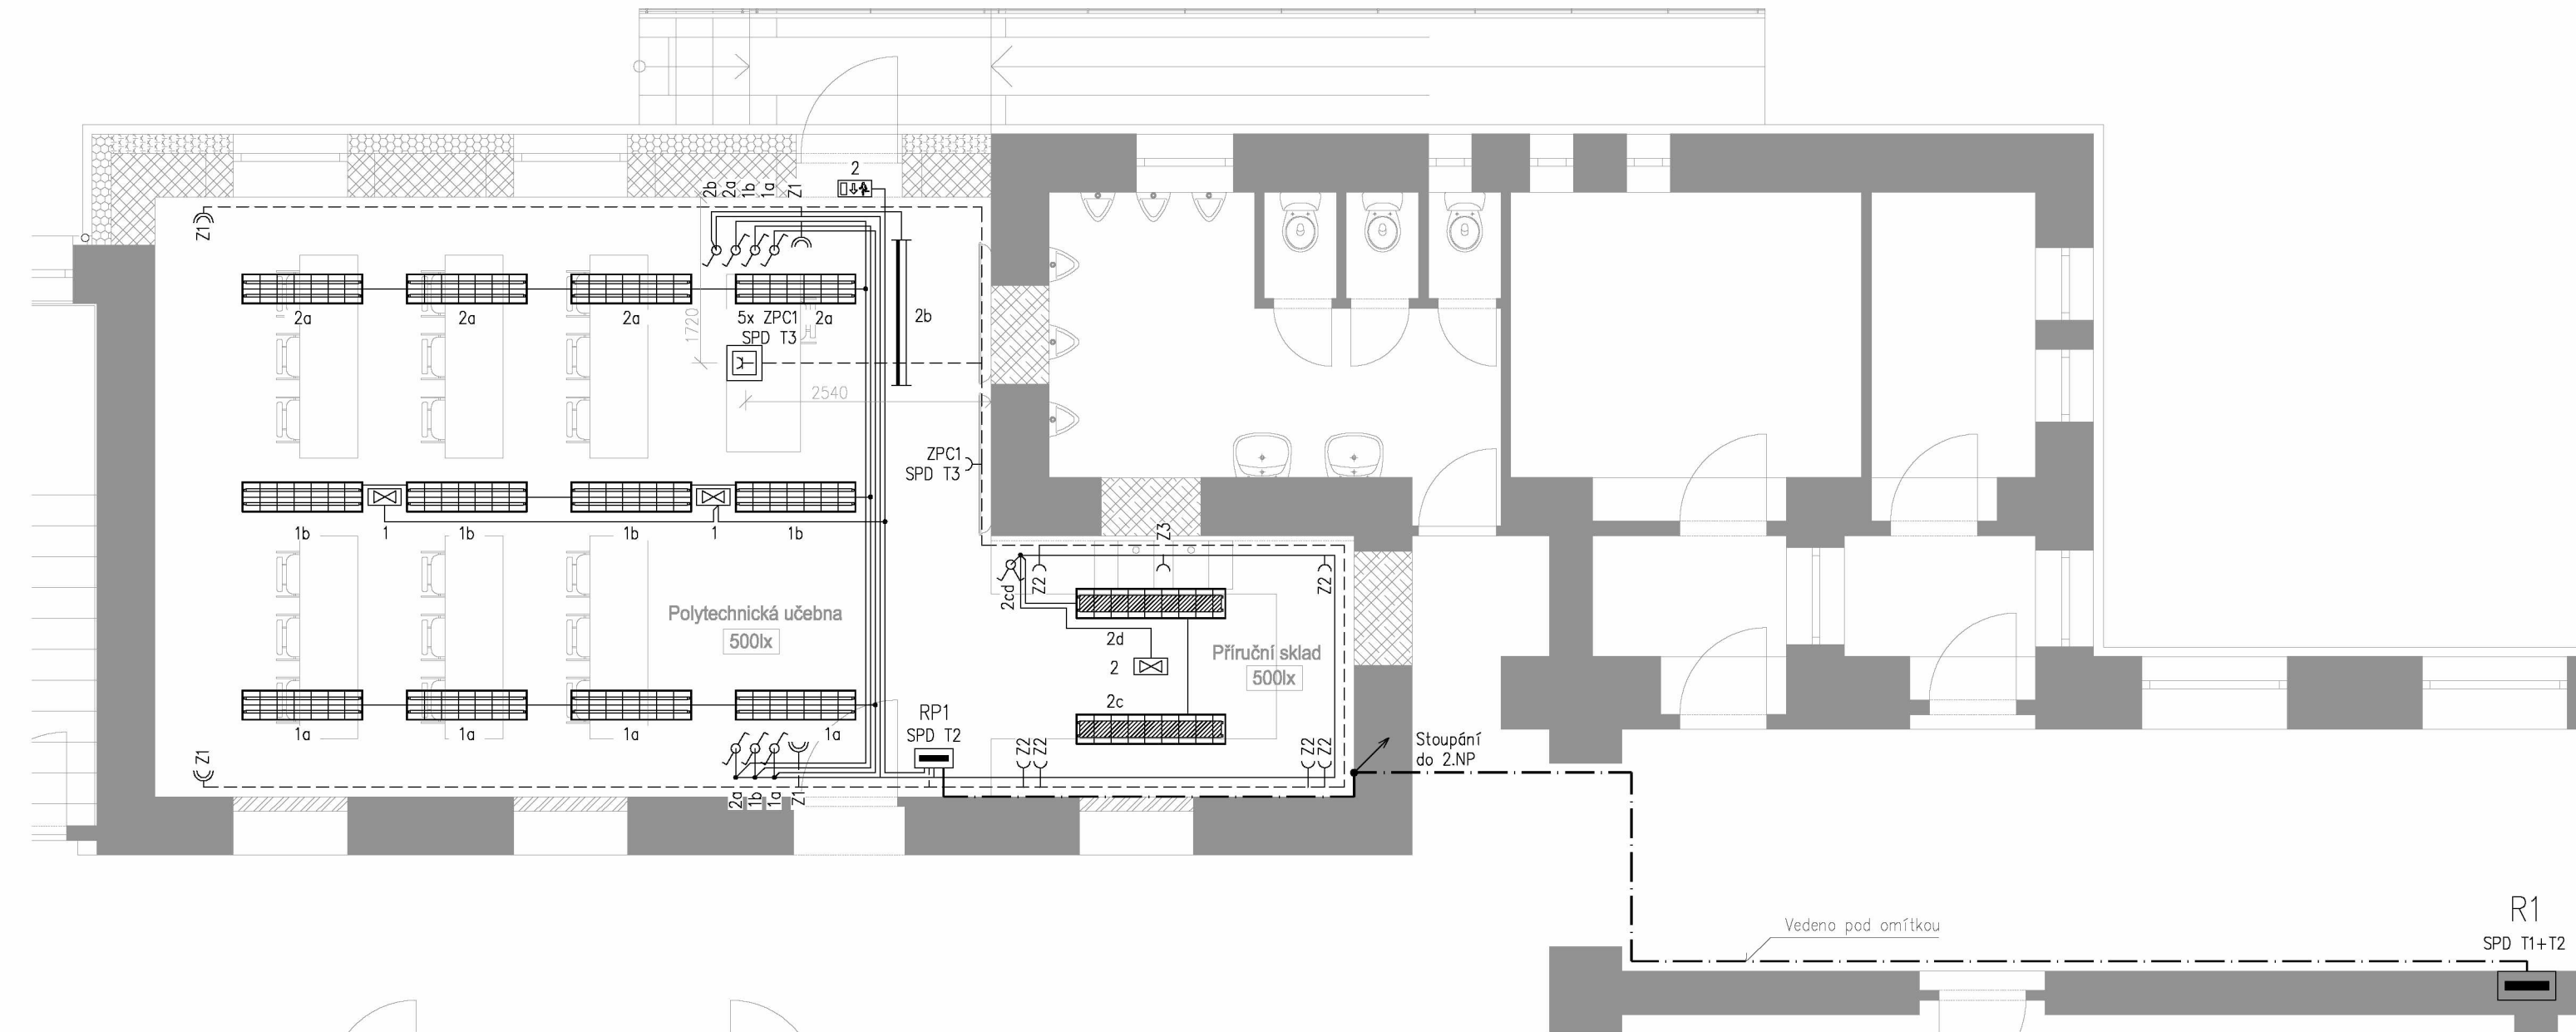 2
2b
2a
1b
1a
Z1
Z1
2a
2a
2a
5x ZPC1
SPD T3
2a
2b
1720
2540
ZPC1
SPD T3
1b
1
1b
1b
1
1b
Z3
Z2
Z2
2cd
Polytechnická učebna
500lx
2d
2
Příruční sklad
500lx
2c
1a
1a
1a
1a
RP1
SPD T2
Z1
Z2
Z2
Z2
Z2
Stoupání
do 2.NP
2a
1b
1a
Z1
Vedeno pod omítkou
R1
SPD T1+T2